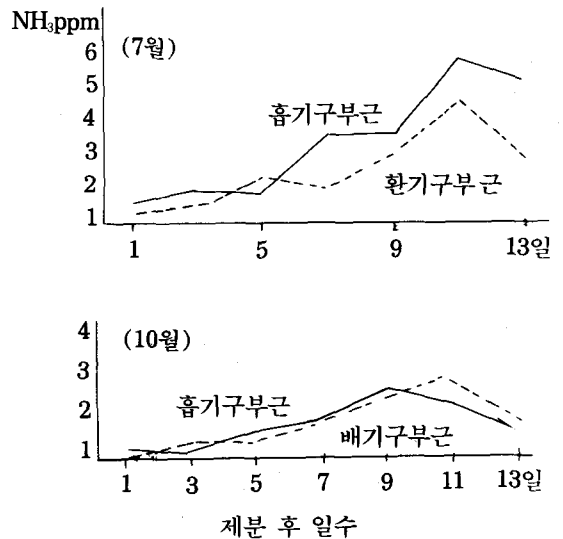 NH₃ppm
(7월)
6
5
4
3
2
1
흡기구부근
환기구부근
1 5 9 13일
(10월)
4
3
2
1
흡기구부근
배기구부근
1 3 5 7 9 11 13일
제분 후 일수